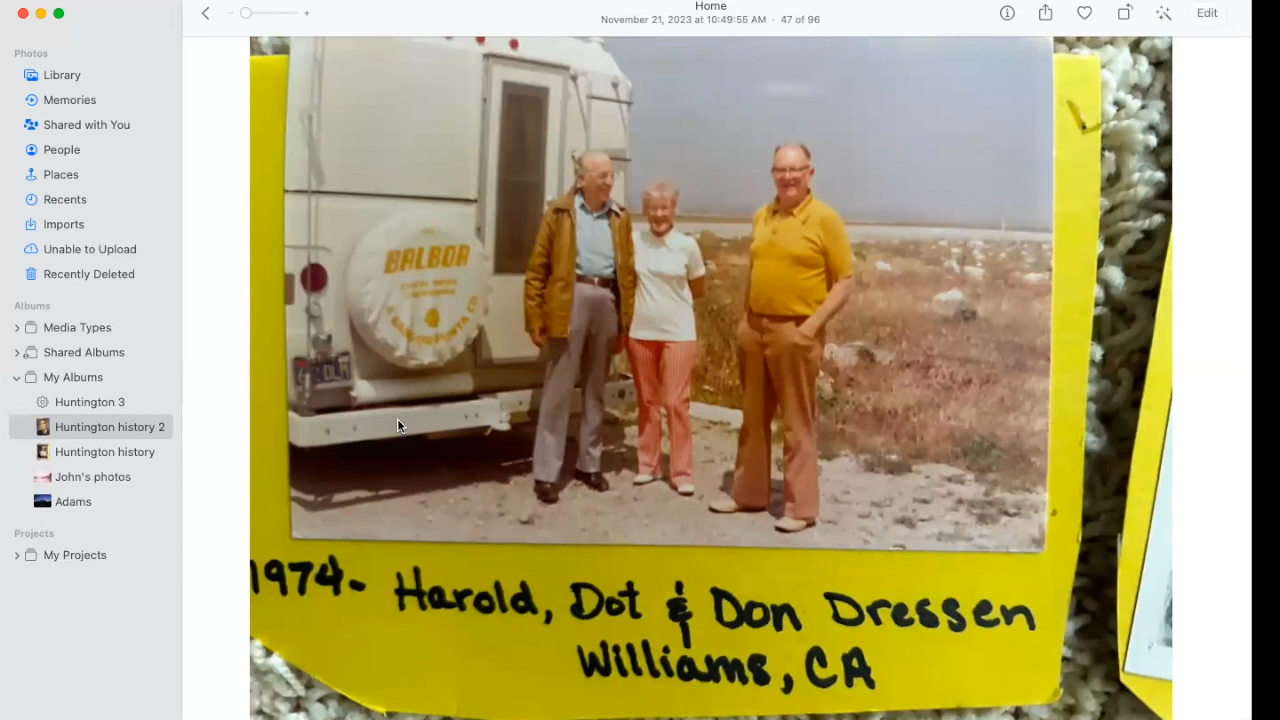 Home
November 21, 2023 at 10:49:55 AM · 47 of 96
Edit
Photos
Library
Memories
Shared with You
People
Places
Recents
Imports
Unable to Upload
Recently Deleted
Albums
Media Types
Shared Albums
My Albums
Huntington 3
Huntington history 2
Huntington history
John's photos
Adams
Projects
My Projects
BALBOR
1974- Harold, Dot & Don Dressen
Williams, CA